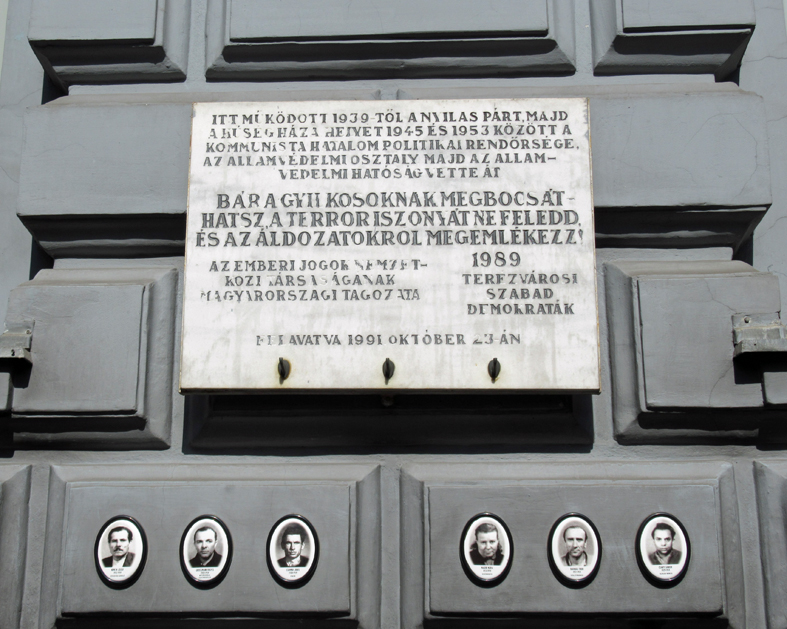 ITT MŰKÖDOTT 1939-TŐL A NYILAS PÁRT, MAJD
A HŰSÉG HÁZA HELYET 1945 ÉS 1953 KÖZÖTT A
KOMMUNISTA HATALOM POLITIKAI RENDŐRSÉGE,
AZ ÁLLAMVÉDELMI OSZTÁLY MAJD AZ ÁLLAM-
VÉDELMI HATÓSÁG VETTE ÁT
BÁR A GYILKOSOKNAK MEGBOCSÁT-
HATSZ, A TERROR ISZONYÁT NE FELEDD,
ÉS AZ ÁLDOZATOKRÓL MEGEMLÉKEZZ!
AZ EMBERI JOGOK NEMZET-
KÖZI TÁRSASÁGÁNAK
MAGYARORSZÁGI TAGOZATA
1989
TERÉZVÁROSI
SZABAD
DEMOKRATÁK
FELAVATVA 1991 OKTÓBER 23-ÁN